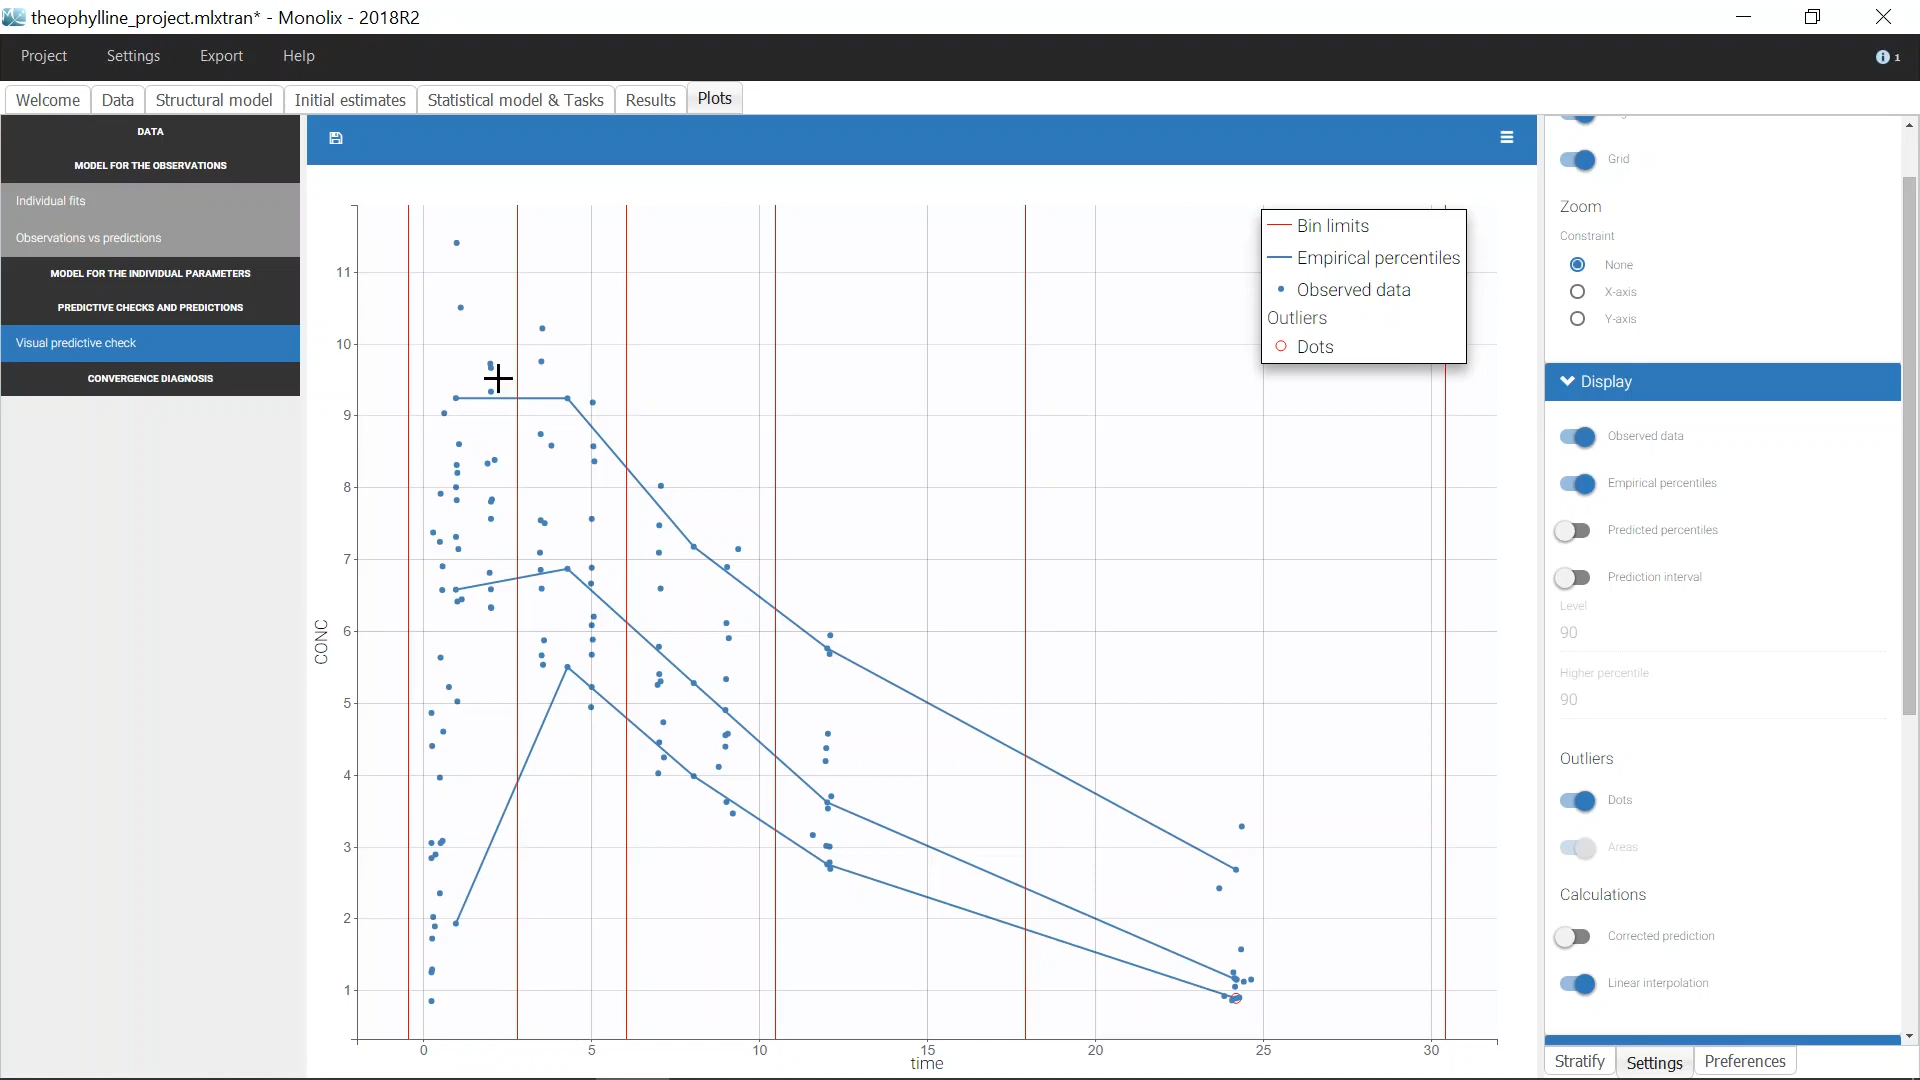 theophylline_project.mlxtran* - Monolix - 2018R2
Project Settings Export Help 1
Welcome Data Structural model Initial estimates Statistical model & Tasks Results Plots
DATA
MODEL FOR THE OBSERVATIONS
Individual fits
Observations vs predictions
MODEL FOR THE INDIVIDUAL PARAMETERS
PREDICTIVE CHECKS AND PREDICTIONS
Visual predictive check
CONVERGENCE DIAGNOSIS
11
10
9
8
7
6
5
4
3
2
1
CONC
0 5 10 15 20 25 30
time
Bin limits
Empirical percentiles
Observed data
Outliers
Dots
Grid
Zoom
Constraint
None
X-axis
Y-axis
Display
Observed data
Empirical percentiles
Predicted percentiles
Prediction interval
Level
90
Higher percentile
90
Outliers
Dots
Areas
Calculations
Corrected prediction
Linear interpolation
Stratify Settings Preferences